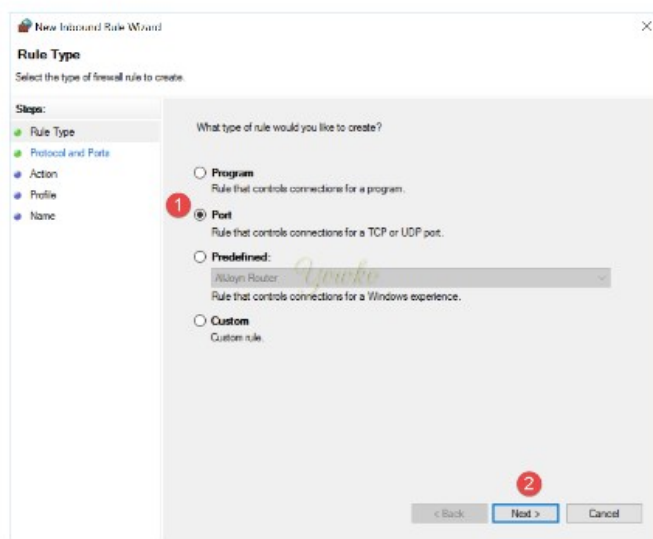 New Inbound Rule Wizard
Rule Type
Select the type of firewall rule to create.
Steps:
Rule Type
Protocol and Ports
Action
Profile
Name
What type of rule would you like to create?
Program
Rule that controls connections for a program.
1
Port
Rule that controls connections for a TCP or UDP port.
Predefined:
AllJoyn Router
Yowko
Rule that controls connections for a Windows experience.
Custom
Custom rule.
2
< Back
Next >
Cancel